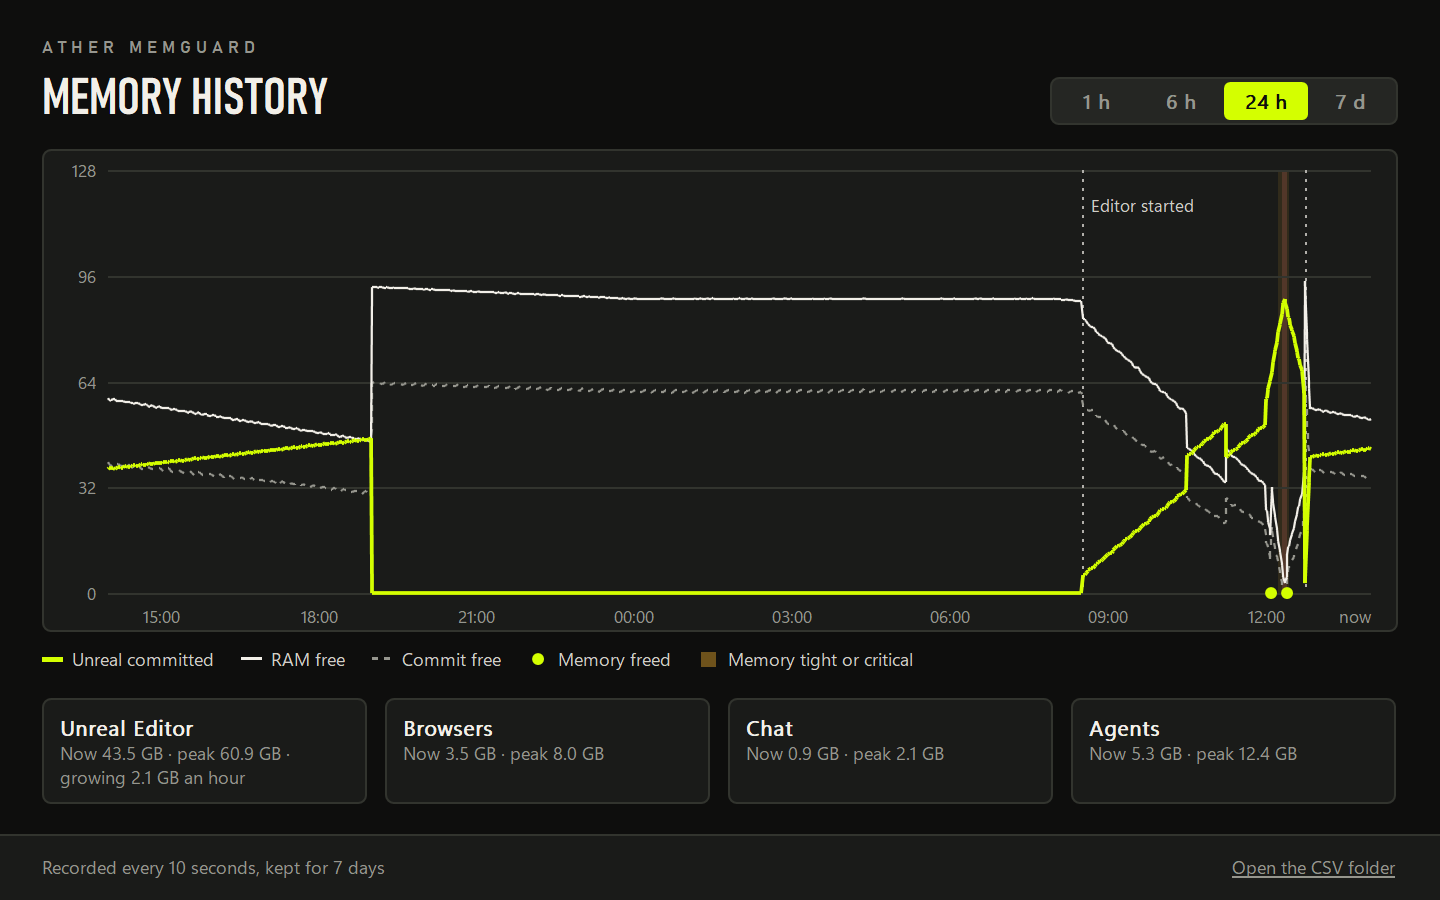 ATHER MEMGUARD
MEMORY HISTORY
1 h
6 h
24 h
7 d
128
96
64
32
0
Editor started
15:00
18:00
21:00
00:00
03:00
06:00
09:00
12:00
now
Unreal committed
RAM free
Commit free
Memory freed
Memory tight or critical
Unreal Editor
Now 43.5 GB · peak 60.9 GB ·
growing 2.1 GB an hour
Browsers
Now 3.5 GB · peak 8.0 GB
Chat
Now 0.9 GB · peak 2.1 GB
Agents
Now 5.3 GB · peak 12.4 GB
Recorded every 10 seconds, kept for 7 days
Open the CSV folder